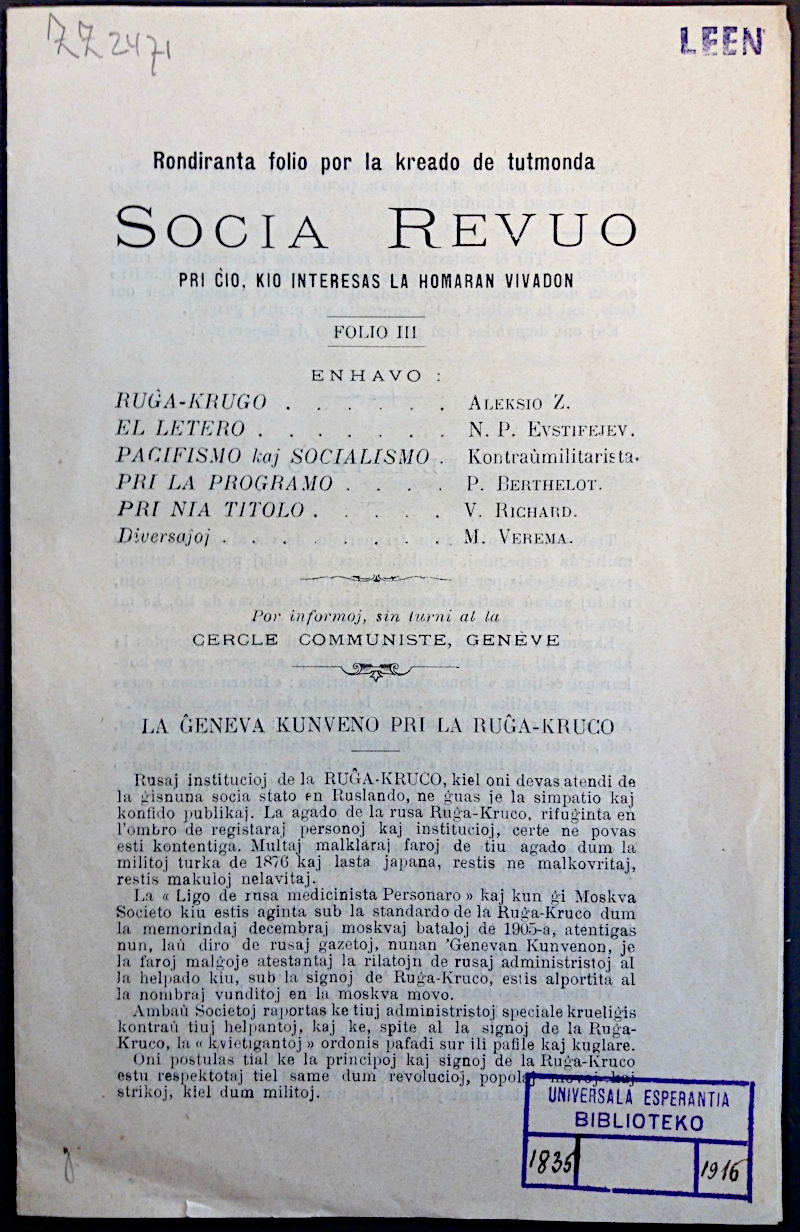 ZZ 2471
LEEN
Rondiranta folio por la kreado de tutmonda
SOCIA REVUO
PRI ĈIO, KIO INTERESAS LA HOMARAN VIVADON
FOLIO III
ENHAVO :
RUĜA-KRUGO . . . . . . ALEKSIO Z.
EL LETERO . . . . . . . N. P. EVSTIFEJEV.
PACIFISMO kaj SOCIALISMO . Kontraùmilitarista.
PRI LA PROGRAMO . . . . P. BERTHELOT.
PRI NIA TITOLO . . . . . V. RICHARD.
Diversajoj . . . . . . . . M. VEREMA.
Por informoj, sin turni al la
CERCLE COMMUNISTE, GENÈVE
LA ĜENEVA KUNVENO PRI LA RUĜA-KRUCO
Rusaj institucioj de la RUĜA-KRUCO, kiel oni devas atendi de
la ĝisnuna socia stato en Ruslando, ne ĝuas je la simpatio kaj
konfido publikaj. La agado de la rusa Ruĝa-Kruco, rifuĝinta en
l'ombro de registaraj personoj kaj institucioj, certe ne povas
esti kontentiga. Multaj malklaraj faroj de tiu agado dum la
militoj turka de 1876 kaj lasta japana, restis ne malkovritaj,
restis makuloj nelavitaj.
La « Ligo de rusa medicinista Personaro » kaj kun ĝi Moskva
Societo kiu estis aginta sub la standardo de la Ruĝa-Kruco dum
la memorindaj decembraj moskvaj bataloj de 1905-a, atentigas
nun, laù diro de rusaj gazetoj, nunan 'Genevan Kunvenon, je
la faroj malgoje atestantaj la rilatojn de rusaj administristoj al
la helpado kiu, sub la signoj de Ruĝa-Kruco, estis alportita al
la nombraj vunditoj en la moskva movo.
Ambaù Societoj raportas ke tiuj administristoj speciale krueligis
kontraù tiuj helpantoj, kaj ke, spite al la signoj de la Ruĝa-
Kruco, la « kvietigantoj » ordonis pafadi sur ili pafile kaj kuglare.
Oni postulas tial ke la principoj kaj signoj de la Ruĝa-Kruco
estu respektotaj tiel same dum revolucioj, popolaj movoj kaj
strikoj, kiel dum militoj.
UNIVERSALA ESPERANTIA
BIBLIOTEKO
1835 1916